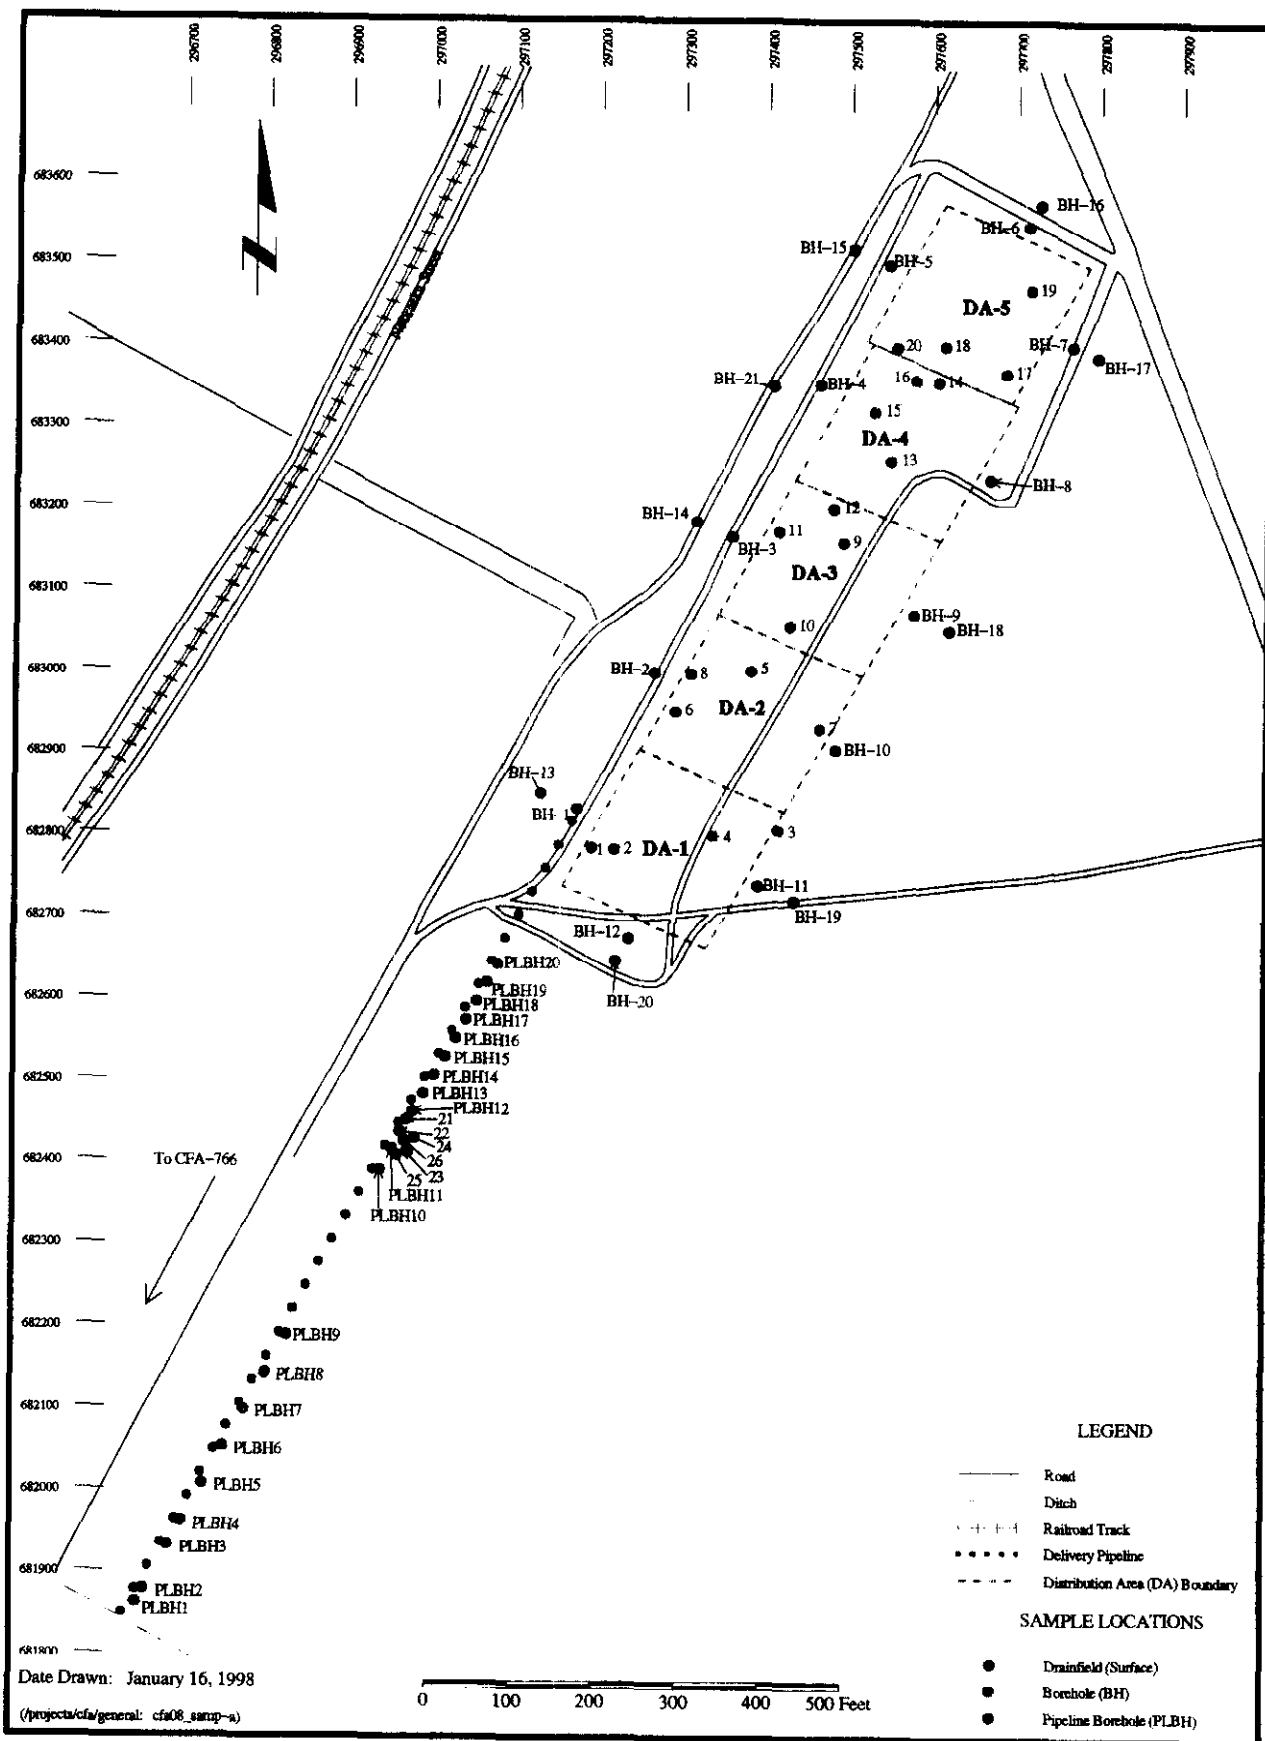 296700
296800
296900
297000
297100
297200
297300
297400
297500
297600
297700
297800
297900
683600
683500
683400
683300
683200
683100
683000
682900
682800
682700
682600
682500
682400
682300
682200
682100
682000
681900
681800
N
BH-16
BH-6
BH-15
BH-5
19
DA-5
20
18
BH-7
BH-17
BH-21
BH-4
16
14
17
15
DA-4
13
BH-8
BH-14
12
11
BH-3
9
DA-3
10
BH-9
BH-18
BH-2
8
5
6
DA-2
7
BH-10
BH-13
BH-1
1
2
DA-1
4
3
BH-11
BH-19
BH-12
BH-20
PLBH20
PLBH19
PLBH18
PLBH17
PLBH16
PLBH15
PLBH14
PLBH13
PLBH12
21
22
24
26
25
23
PLBH11
PLBH10
To CFA-766
PLBH9
PLBH8
PLBH7
PLBH6
PLBH5
PLBH4
PLBH3
PLBH2
PLBH1
LEGEND
Road
Ditch
Railroad Track
Delivery Pipeline
Distribution Area (DA) Boundary
SAMPLE LOCATIONS
Drainfield (Surface)
Borehole (BH)
Pipeline Borehole (PLBH)
Date Drawn: January 16, 1998
(/projects/cfa/general: cfa08_samp-a)
0 100 200 300 400 500 Feet